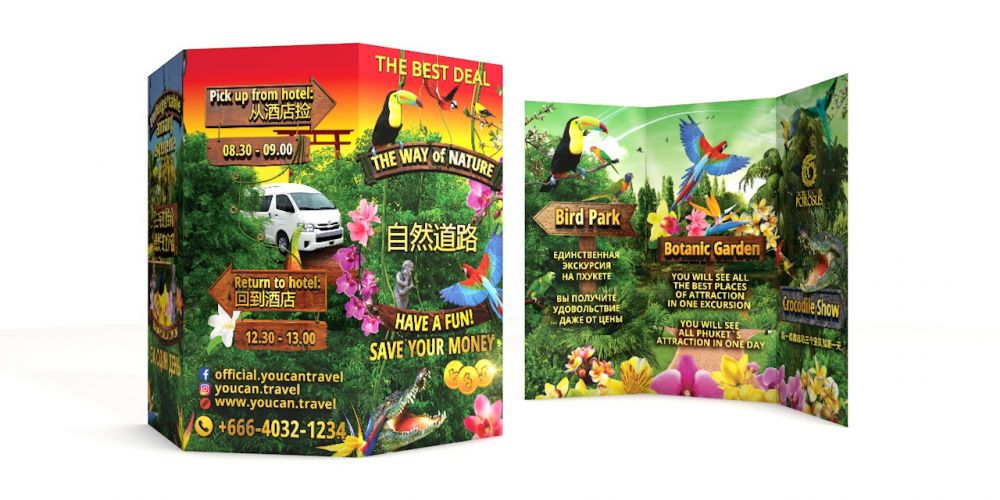 THE BEST DEAL
Pick up from hotel:
从酒店捡
08.30 - 09.00
THE WAY of NATURE
自然道路
Return to hotel:
回到酒店
12.30 - 13.00
HAVE A FUN!
SAVE YOUR MONEY
official.youcantravel
youcan.travel
www.youcan.travel
+666-4032-1234
Bird Park
ЕДИНСТВЕННАЯ
ЭКСКУРСИЯ
НА ПХУКЕТЕ
ВЫ ПОЛУЧИТЕ
УДОВОЛЬСТВИЕ
... ДАЖЕ ОТ ЦЕНЫ
Botanic Garden
YOU WILL SEE ALL
THE BEST PLACES
OF ATTRACTION
IN ONE EXCURSION
YOU WILL SEE
ALL PHUKET`S
ATTRACTION IN ONE DAY
POROSUS
Crocodile Show